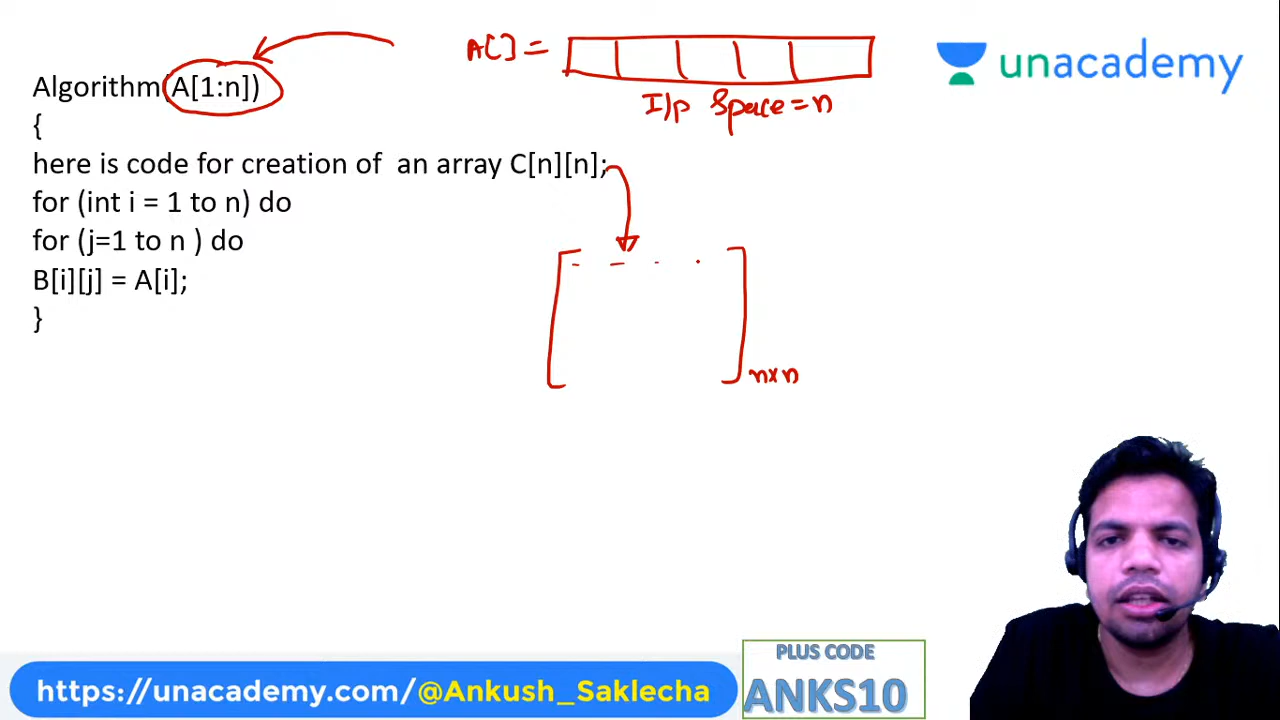 A[] =
unacademy
Algorithm(A[1:n])
I/p Space = n
{
here is code for creation of an array C[n][n];
for (int i = 1 to n) do
for (j=1 to n ) do
B[i][j] = A[i];
}
n×n
PLUS CODE
https://unacademy.com/@Ankush_Saklecha
ANKS10